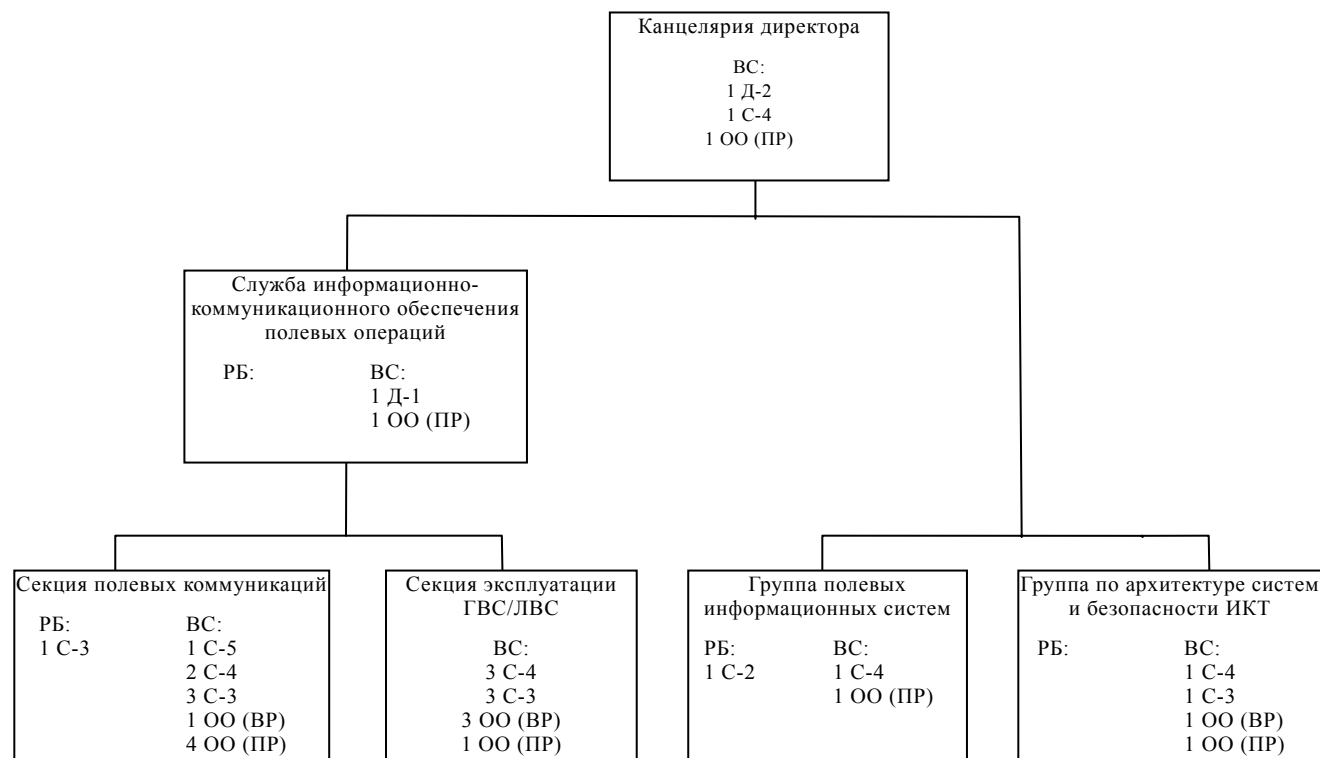 Канцелярия директора
ВС:
1 Д-2
1 С-4
1 ОО (ПР)
Служба информационно-
коммуникационного обеспечения
полевых операций
РБ:
ВС:
1 Д-1
1 ОО (ПР)
Секция полевых коммуникаций
РБ:
1 С-3
ВС:
1 С-5
2 С-4
3 С-3
1 ОО (ВР)
4 ОО (ПР)
Секция эксплуатации
ГВС/ЛВС
ВС:
3 С-4
3 С-3
3 ОО (ВР)
1 ОО (ПР)
Группа полевых
информационных систем
РБ:
1 С-2
ВС:
1 С-4
1 ОО (ПР)
Группа по архитектуре систем
и безопасности ИКТ
РБ:
ВС:
1 С-4
1 С-3
1 ОО (ВР)
1 ОО (ПР)